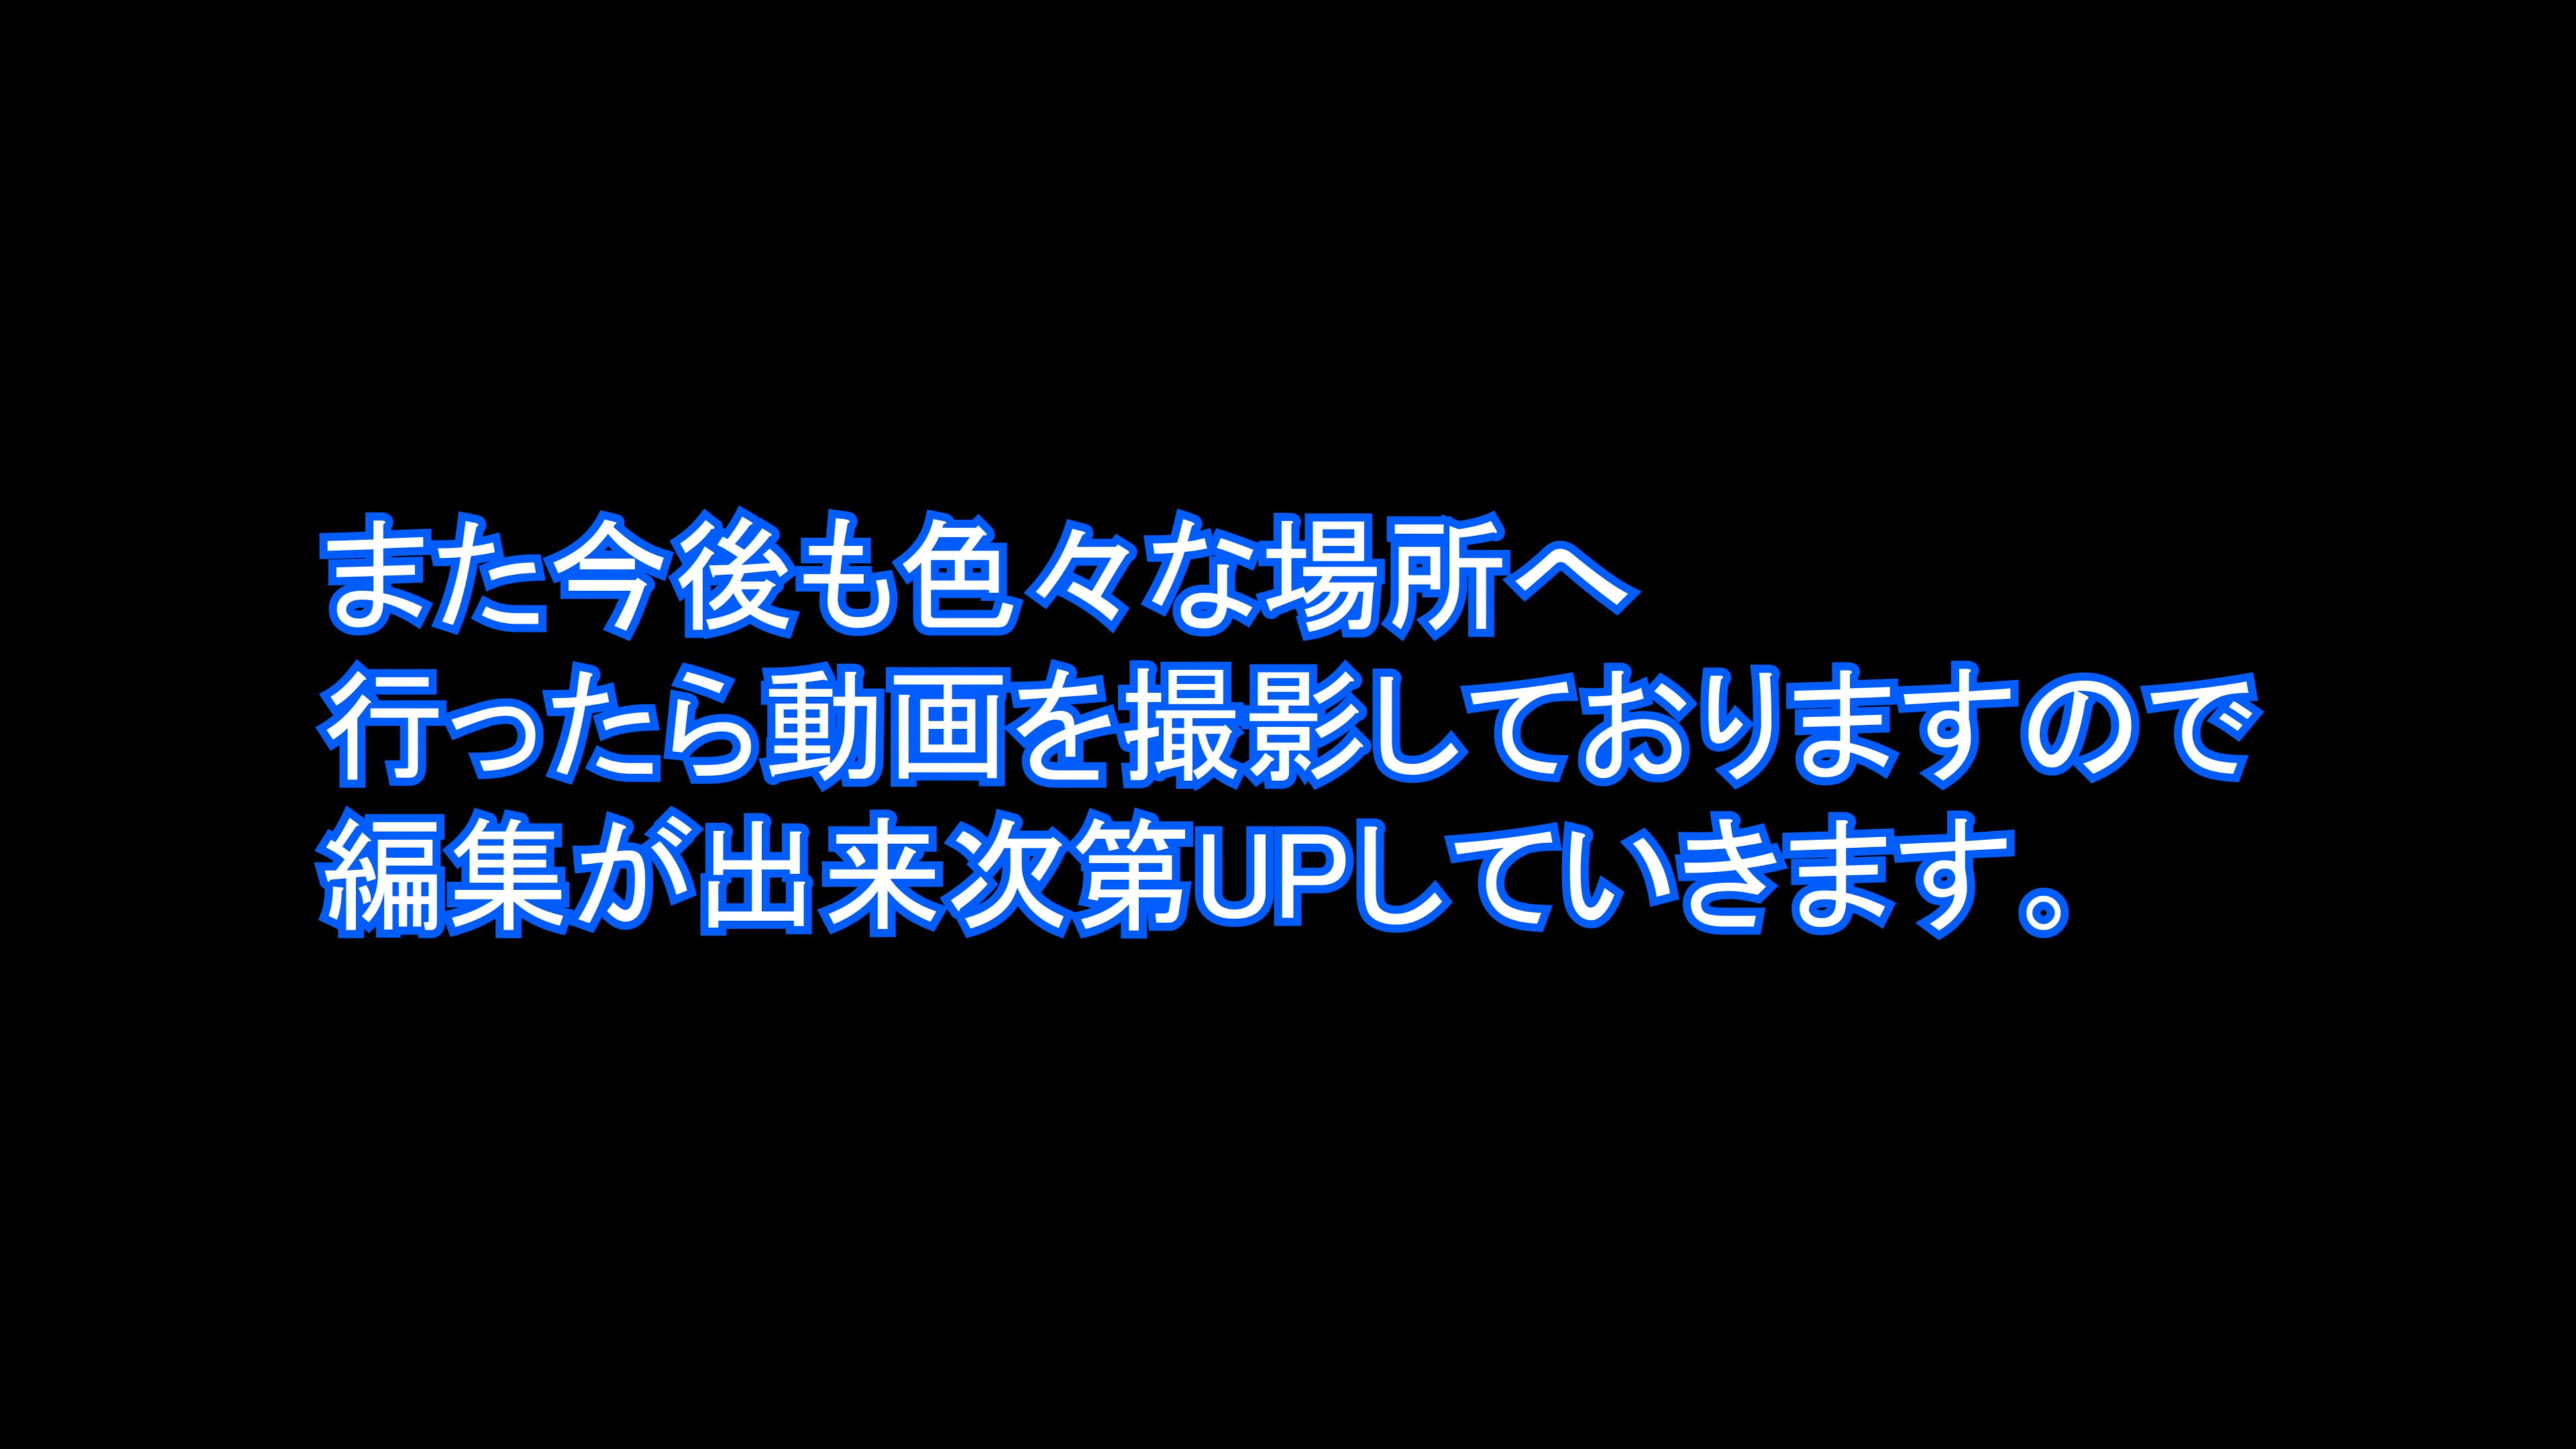 また今後も色々な場所へ
行ったら動画を撮影しておりますので
編集が出来次第UPしていきます。